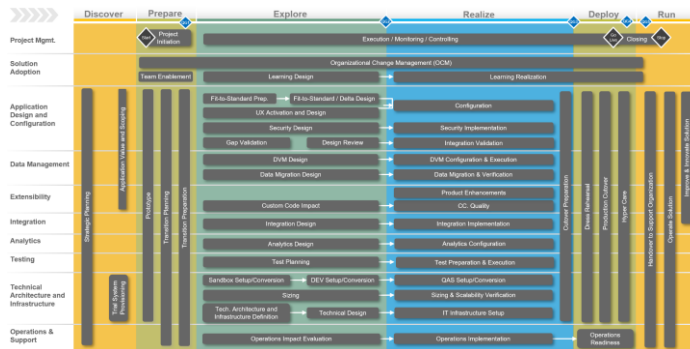 Discover
Prepare
Explore
Realize
Deploy
Run
Project Mgmt.
Start
Project
Initiation
Execution / Monitoring / Controlling
Go
Live
Closing
Stop
Solution
Adoption
Organizational Change Management (OCM)
Team Enablement
Learning Design
Learning Realization
Application
Design and
Configuration
Fit-to-Standard Prep.
Fit-to-Standard / Delta Design
Configuration
UX Activation and Design
Security Design
Security Implementation
Gap Validation
Design Review
Integration Validation
Data Management
DVM Design
DVM Configuration & Execution
Data Migration Design
Data Migration & Verification
Extensibility
Product Enhancements
Custom Code Impact
CC. Quality
Integration
Integration Design
Integration Implementation
Analytics
Analytics Design
Analytics Configuration
Testing
Test Planning
Test Preparation & Execution
Technical
Architecture and
Infrastructure
Sandbox Setup/Conversion
DEV Setup/Conversion
QAS Setup/Conversion
Sizing
Sizing & Scalability Verification
Tech. Architecture and
Infrastructure Definition
Technical Design
IT Infrastructure Setup
Operations &
Support
Operations Impact Evaluation
Operations Implementation
Operations
Readiness
Strategic Planning
Application Value and Scoping
Trial System
Provisioning
Prototype
Transition Planning
Transition Preparation
Cutover Preparation
Dress Rehearsal
Production Cutover
Hyper Care
Handover to Support Organization
Operate Solution
Improve & Innovate Solution